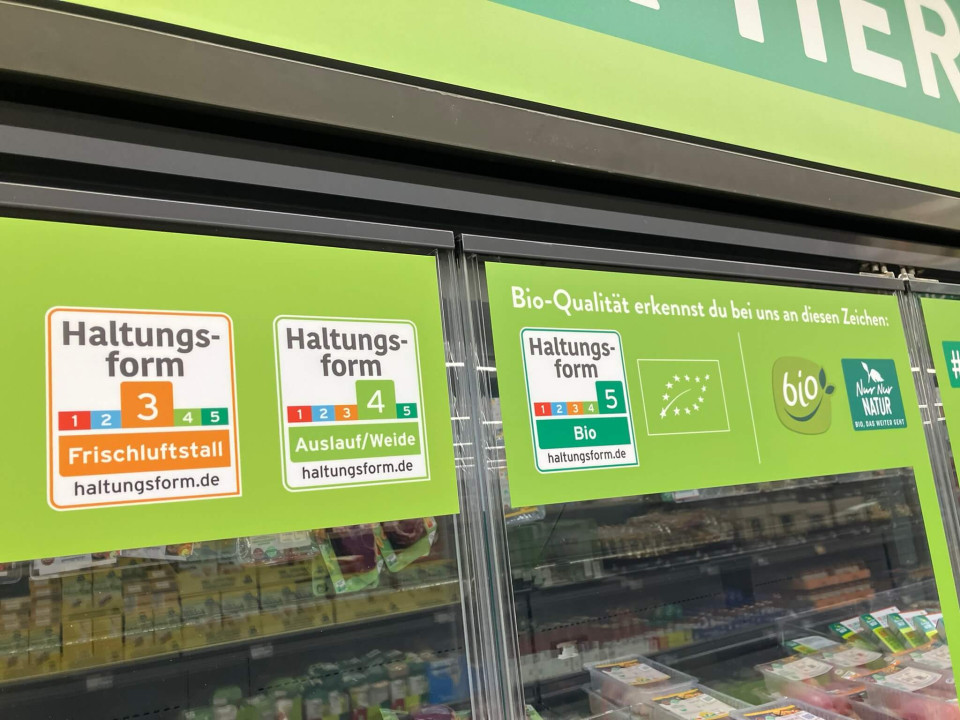 TIER
Haltungs-
form
1 2 3 4 5
Frischluftstall
haltungsform.de
Haltungs-
form
1 2 3 4 5
Auslauf/Weide
haltungsform.de
Bio-Qualität erkennst du bei uns an diesen Zeichen:
Haltungs-
form
1 2 3 4 5
Bio
haltungsform.de
bio
Nur Nur
NATUR
BIO, DAS WEITER GEHT
#